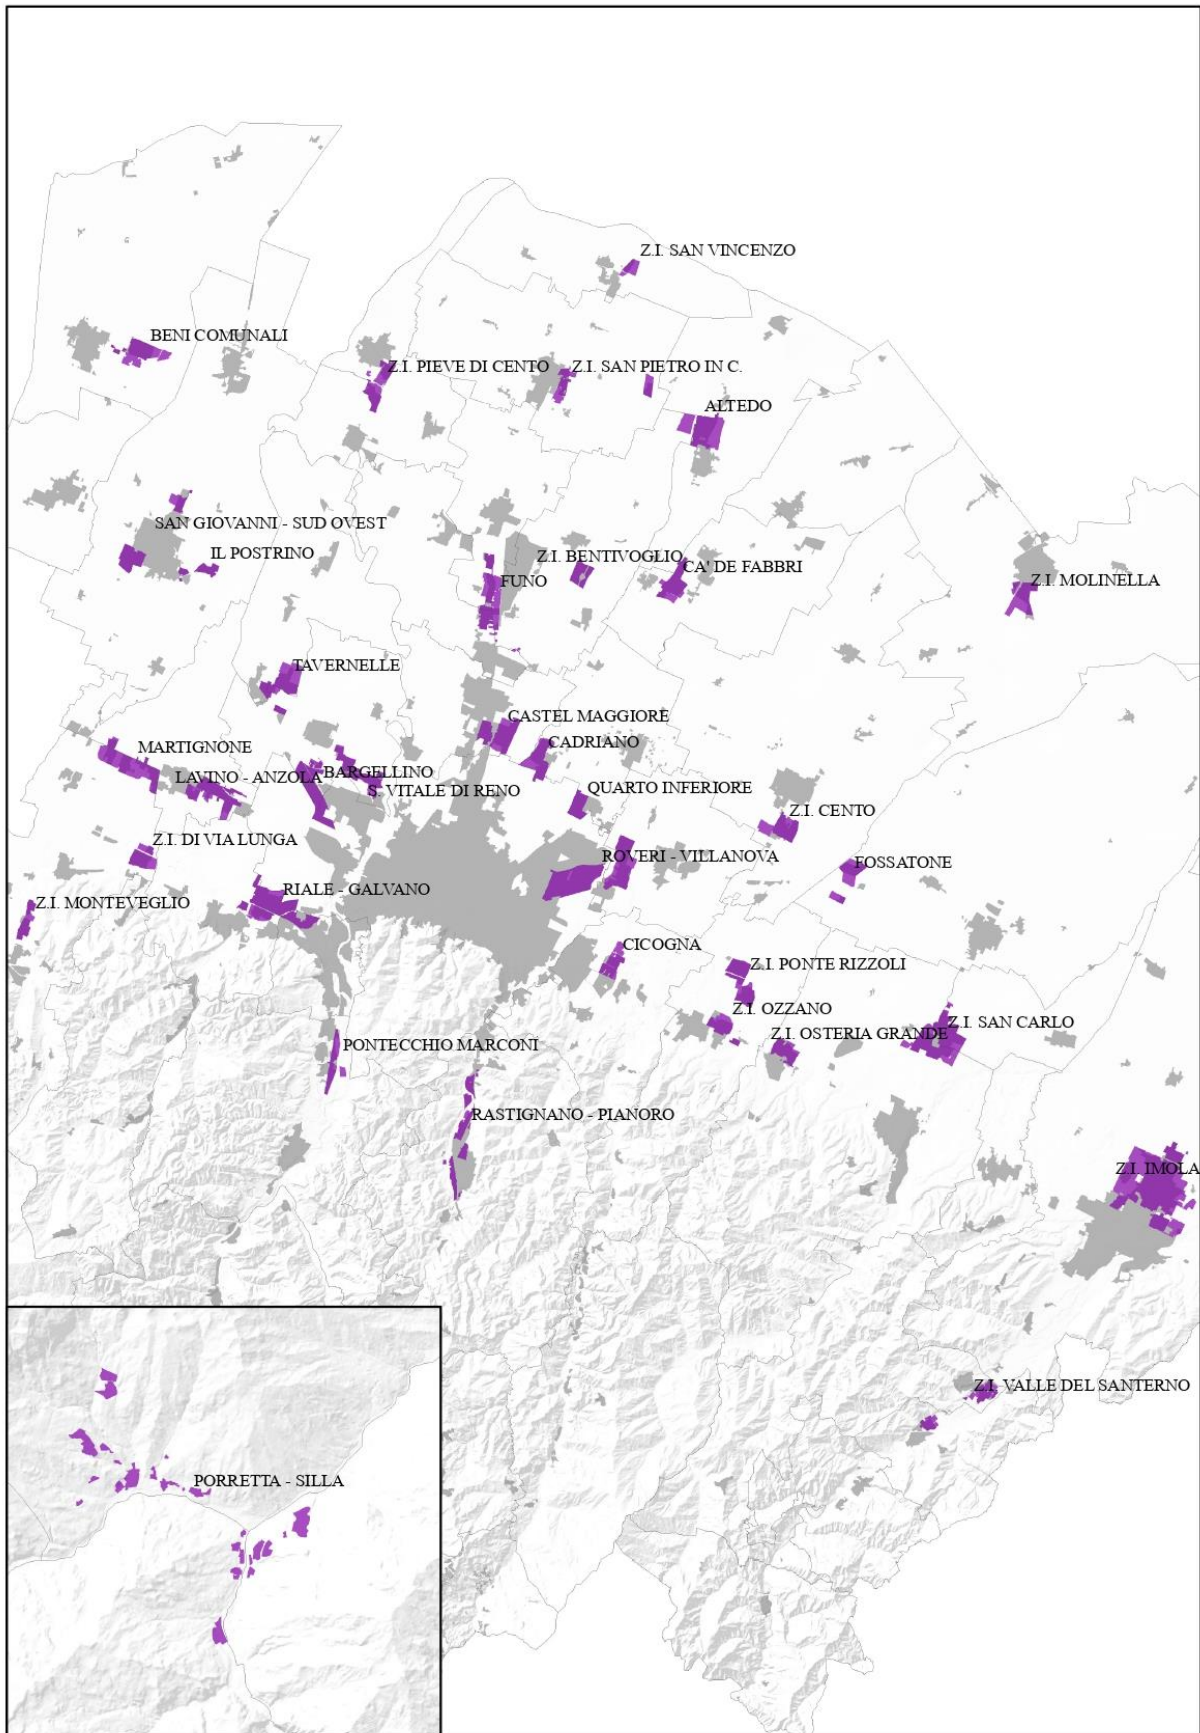 Z.I. SAN VINCENZO
BENI COMUNALI
Z.I. PIEVE DI CENTO
Z.I. SAN PIETRO IN C.
ALTEDO
SAN GIOVANNI - SUD OVEST
IL POSTRINO
Z.I. BENTIVOGLIO
CA' DE FABBRI
FUNO
Z.I. MOLINELLA
TAVERNELLE
CASTEL MAGGIORE
CADRIANO
MARTIGNONE
LAVINO - ANZOLA
BARGELLINO
S. VITALE DI RENO
QUARTO INFERIORE
Z.I. CENTO
Z.I. DI VIA LUNGA
ROVERI - VILLANOVA
FOSSATONE
RIALE - GALVANO
Z.I. MONTEVEGLIO
CICOGNA
Z.I. PONTE RIZZOLI
Z.I. OZZANO
Z.I. SAN CARLO
Z.I. OSTERIA GRANDE
PONTECCHIO MARCONI
RASTIGNANO - PIANORO
Z.I. IMOLA
Z.I. VALLE DEL SANTERNO
PORRETTA - SILLA